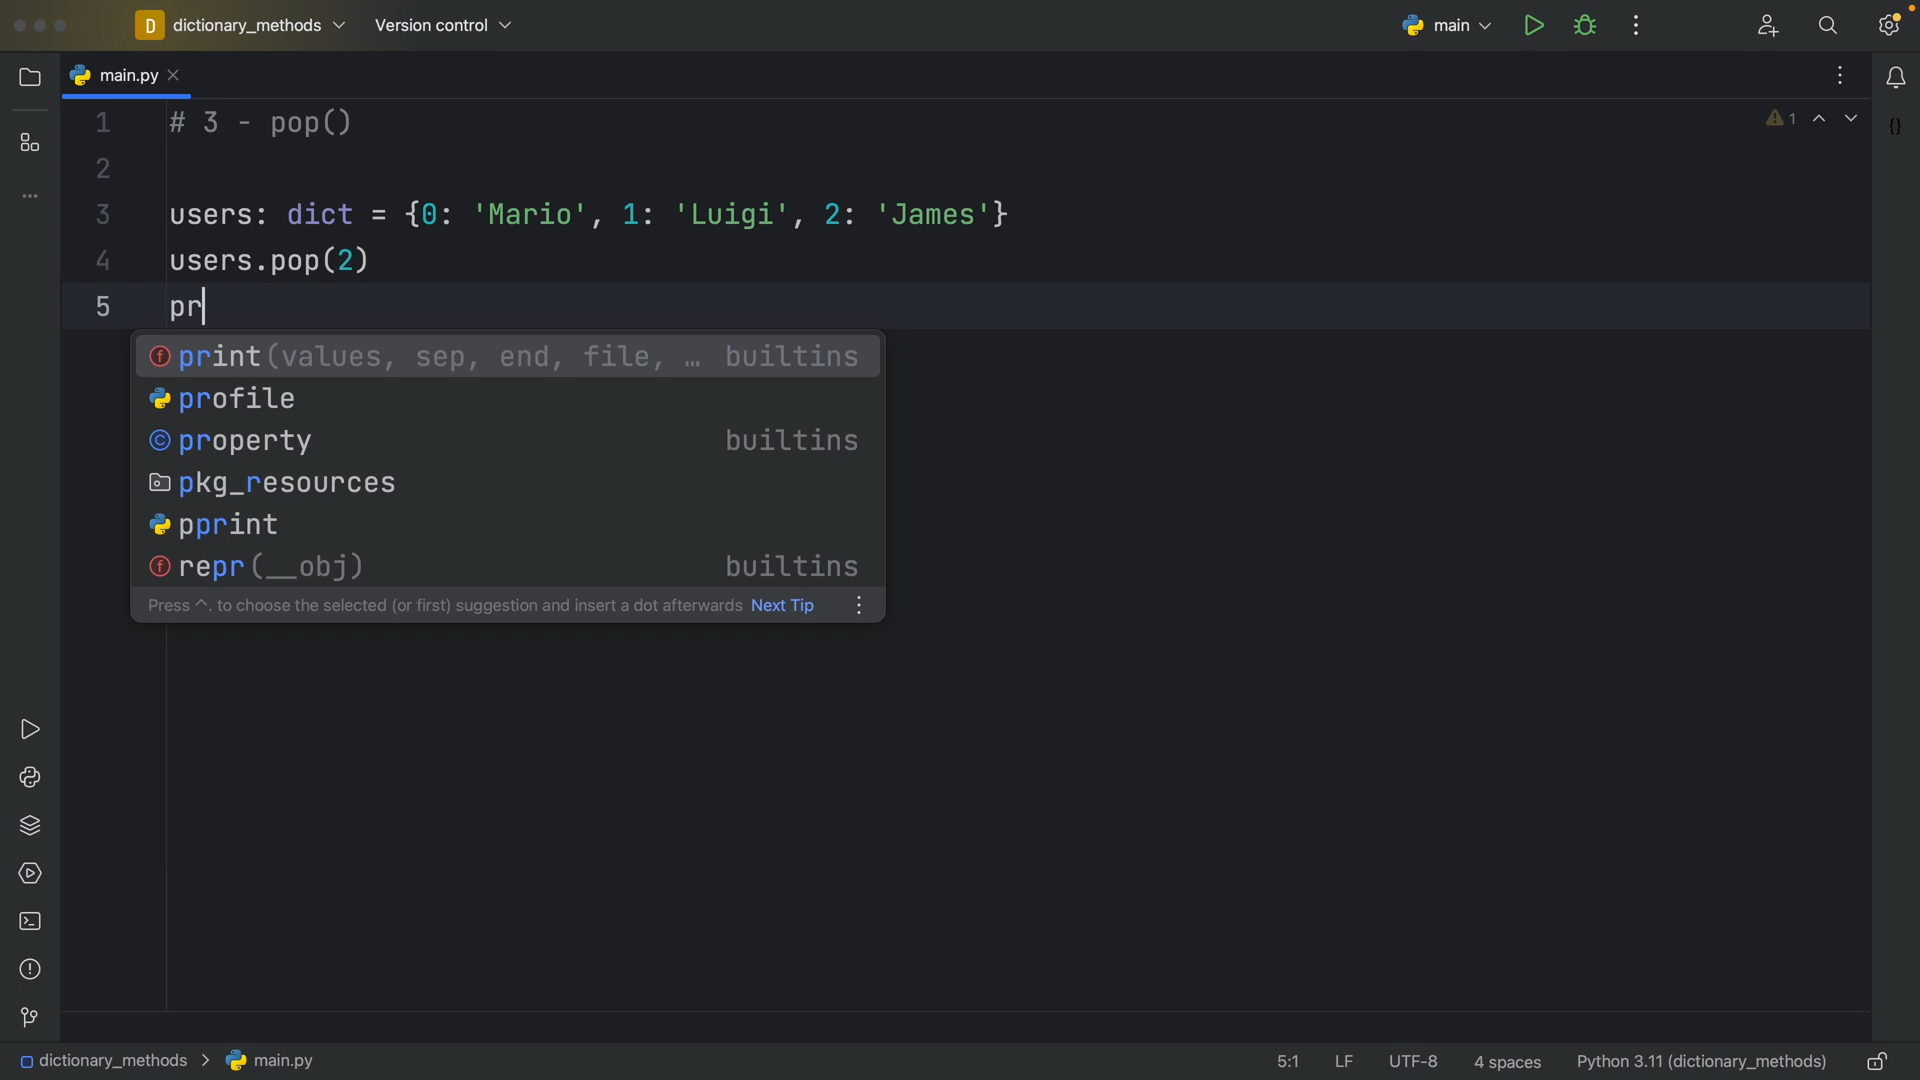 D dictionary_methods Version control main
main.py
1 # 3 - pop() 1
2
3 users: dict = {0: 'Mario', 1: 'Luigi', 2: 'James'}
4 users.pop(2)
5 pr
print(values, sep, end, file, … builtins
profile
property builtins
pkg_resources
pprint
repr(__obj) builtins
Press ^. to choose the selected (or first) suggestion and insert a dot afterwards Next Tip
dictionary_methods > main.py 5:1 LF UTF-8 4 spaces Python 3.11 (dictionary_methods)